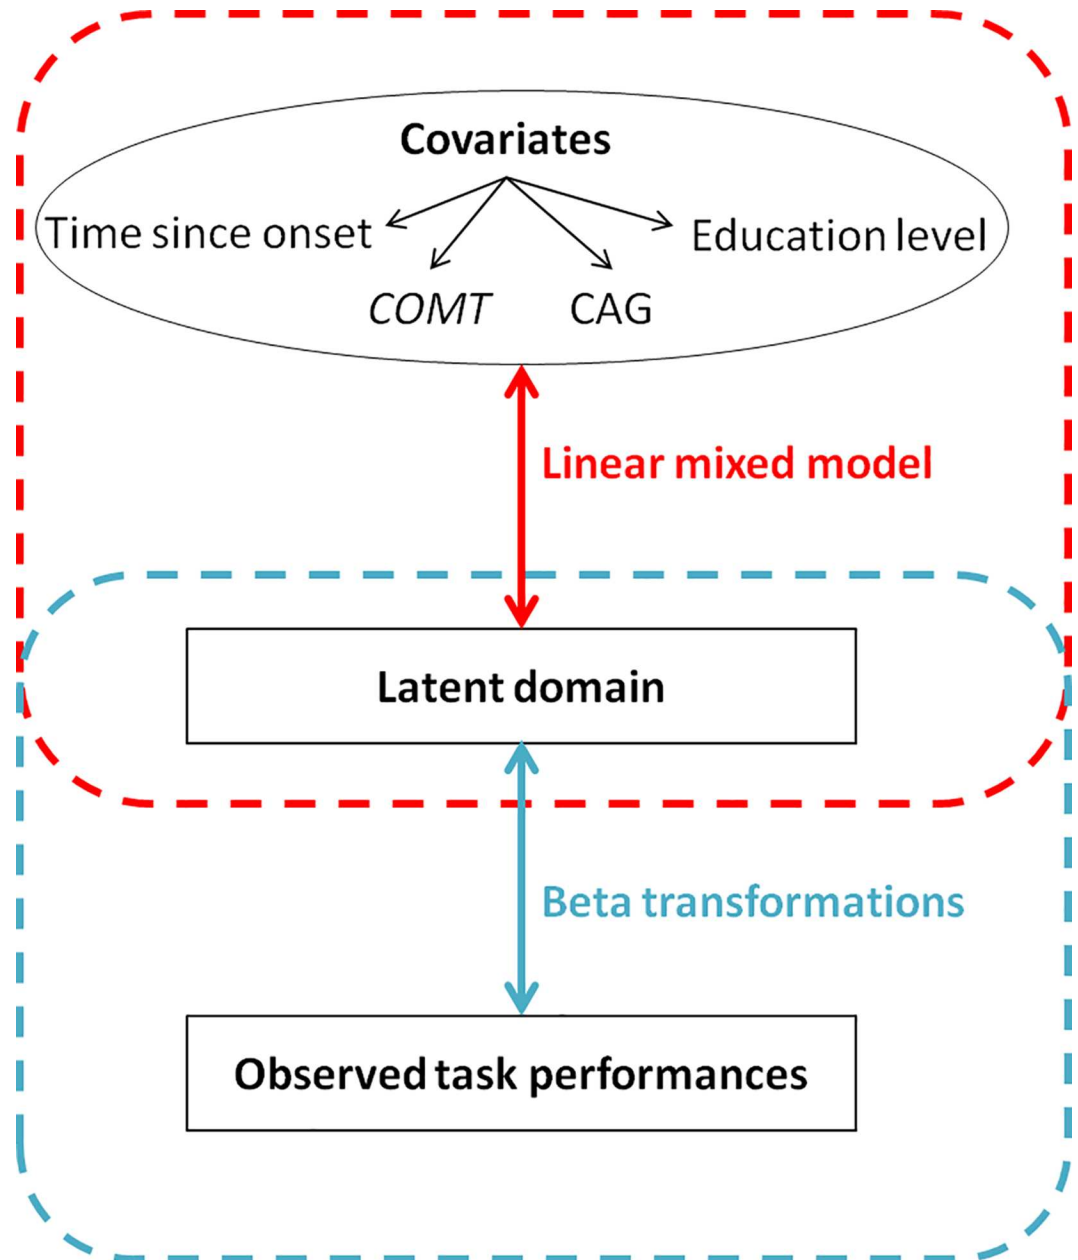 Covariates
Time since onset
Education level
COMT
CAG
Linear mixed model
Latent domain
Beta transformations
Observed task performances